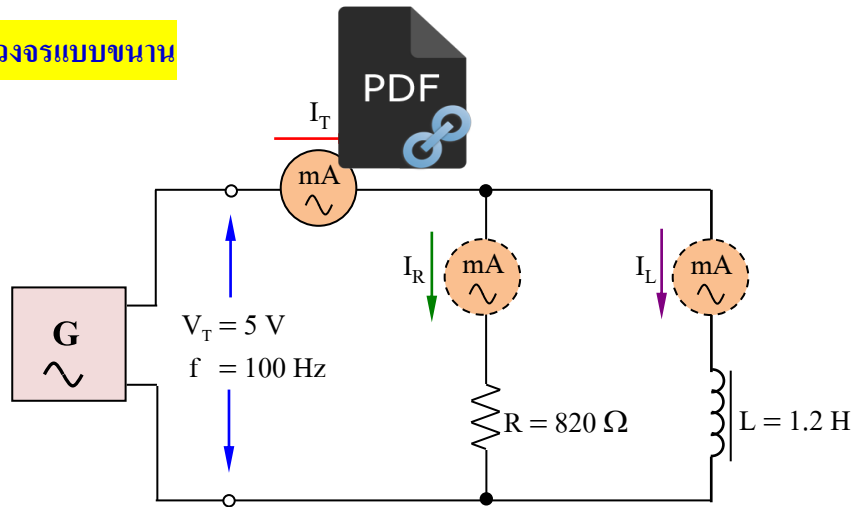 วงจรแบบขนาน
PDF
I_T
mA
I_R
mA
I_L
mA
G
V_T = 5 V
f = 100 Hz
R = 820 Ω
L = 1.2 H